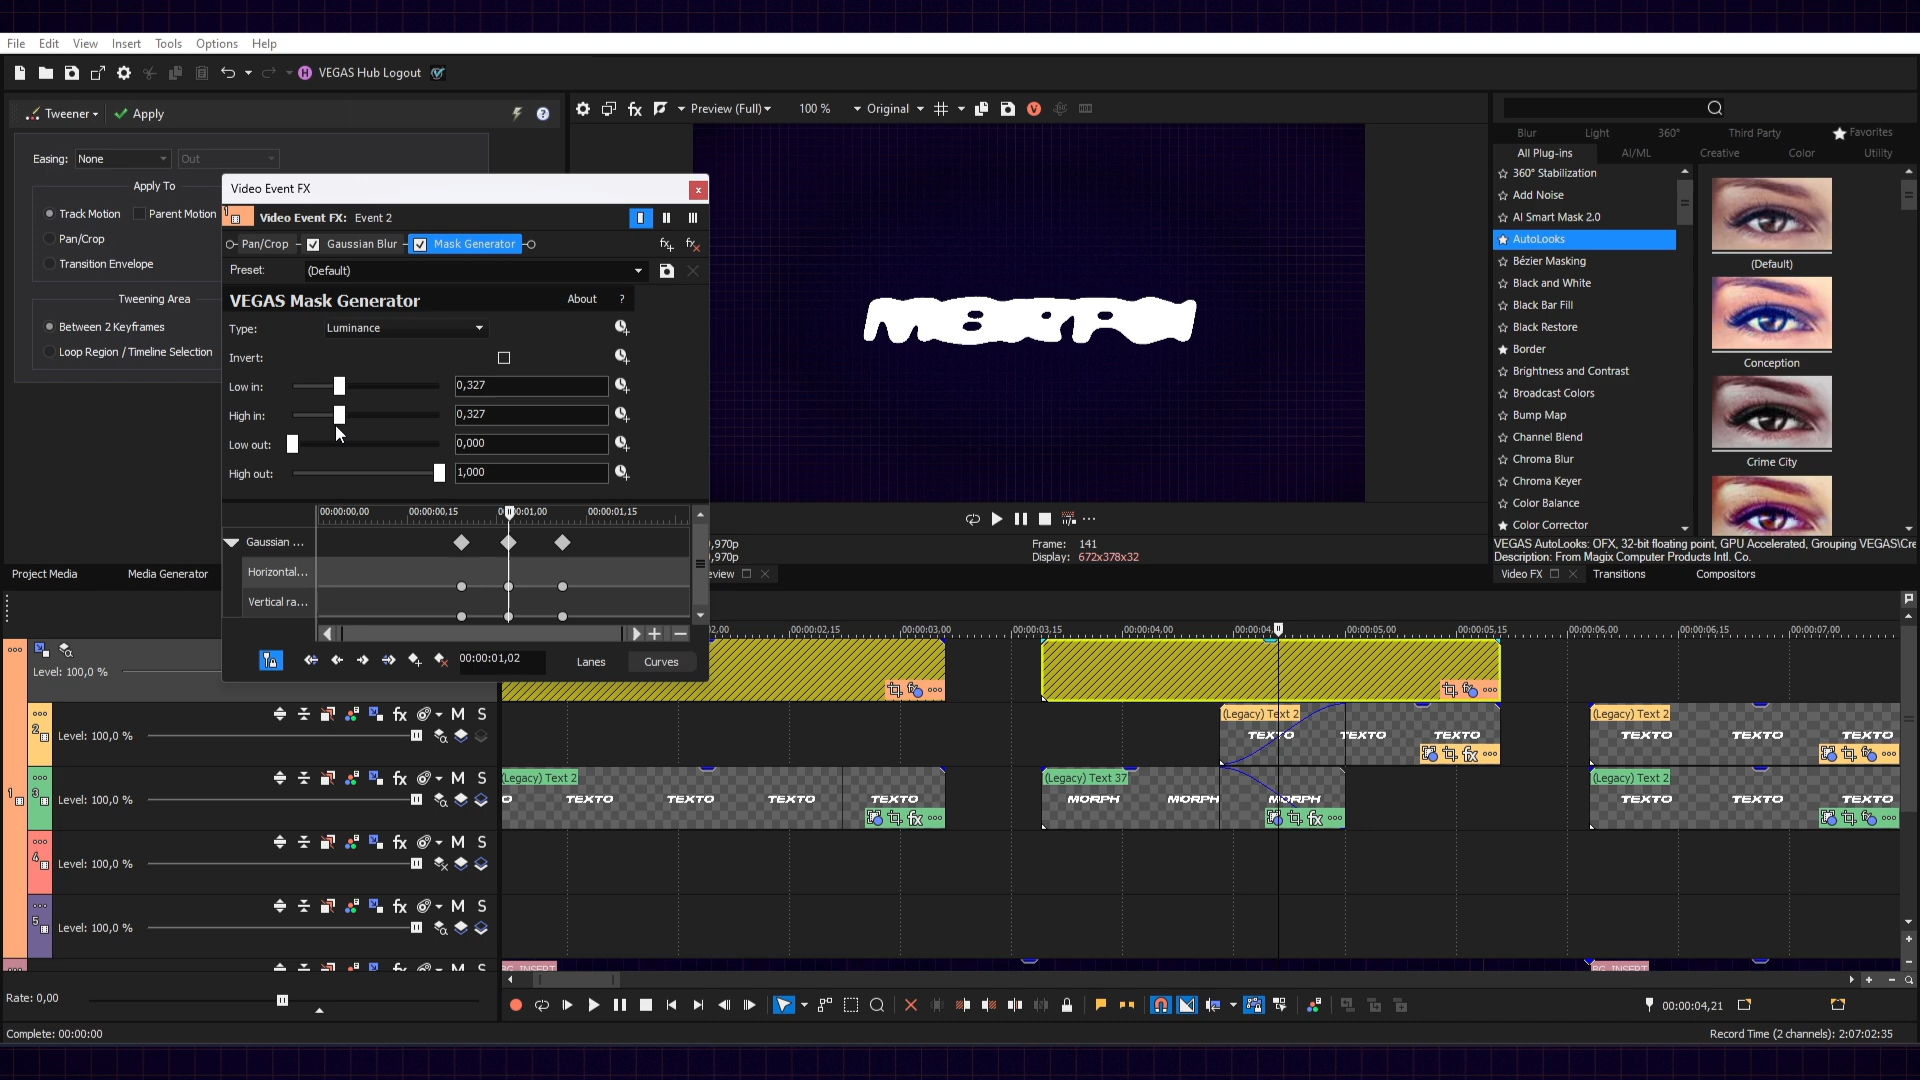 File Edit View Insert Tools Options Help
VEGAS Hub Logout
Tweener Apply
Easing: None Out
Apply To
Track Motion Parent Motion
Pan/Crop
Transition Envelope
Tweening Area
Between 2 Keyframes
Loop Region / Timeline Selection
Project Media Media Generator
Video Event FX
Video Event FX: Event 2
Pan/Crop Gaussian Blur Mask Generator
Preset: (Default)
VEGAS Mask Generator About ?
Type: Luminance
Invert:
Low in: 0,327
High in: 0,327
Low out: 0,000
High out: 1,000
00:00:00,00 00:00:00,15 00:00:01,00 00:00:01,15
Gaussian ...
Horizontal...
Vertical ra...
00:00:01,02 Lanes Curves
Preview (Full) 100 % Original
,970p
,970p
Frame: 141
Display: 672x378x32
Blur Light 360° Third Party Favorites
All Plug-ins AI/ML Creative Color Utility
360° Stabilization
Add Noise
AI Smart Mask 2.0
AutoLooks
Bézier Masking
Black and White
Black Bar Fill
Black Restore
Border
Brightness and Contrast
Broadcast Colors
Bump Map
Channel Blend
Chroma Blur
Chroma Keyer
Color Balance
Color Corrector
(Default)
Conception
Crime City
VEGAS AutoLooks: OFX, 32-bit floating point, GPU Accelerated, Grouping VEGAS\Cre
Description: From Magix Computer Products Intl. Co.
Video FX Transitions Compositors
00:00:02,15 00:00:03,00 00:00:03,15 00:00:04, 00:00:05,00 00:00:05,15 00:00:06,00 00:00:06,15 00:00:07,00
Level: 100,0 %
2 Level: 100,0 % M S
(Legacy) Text 2 TEXTO TEXTO TEXTO
(Legacy) Text 2 TEXTO TEXTO TEXTO
1
3 Level: 100,0 % M S
(Legacy) Text 2 TEXTO TEXTO TEXTO TEXTO
(Legacy) Text 37 MORPH MORPH MORPH
(Legacy) Text 2 TEXTO TEXTO TEXTO
4 Level: 100,0 % M S
5 Level: 100,0 % M S
BG INSERT BG INSERT
Rate: 0,00
00:00:04,21
Complete: 00:00:00
Record Time (2 channels): 2:07:02:35